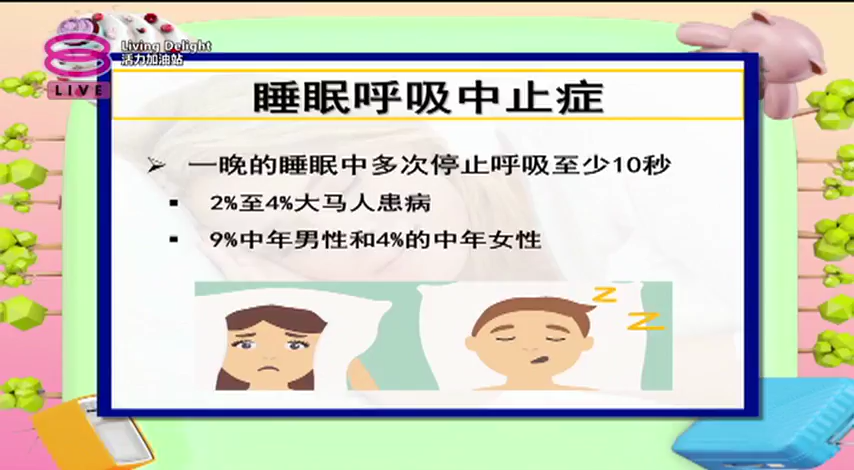 Living Delight
活力加油站
LIVE
睡眠呼吸中止症
➢ 一晚的睡眠中多次停止呼吸至少10秒
▪ 2%至4%大马人患病
▪ 9%中年男性和4%的中年女性
Z
Z